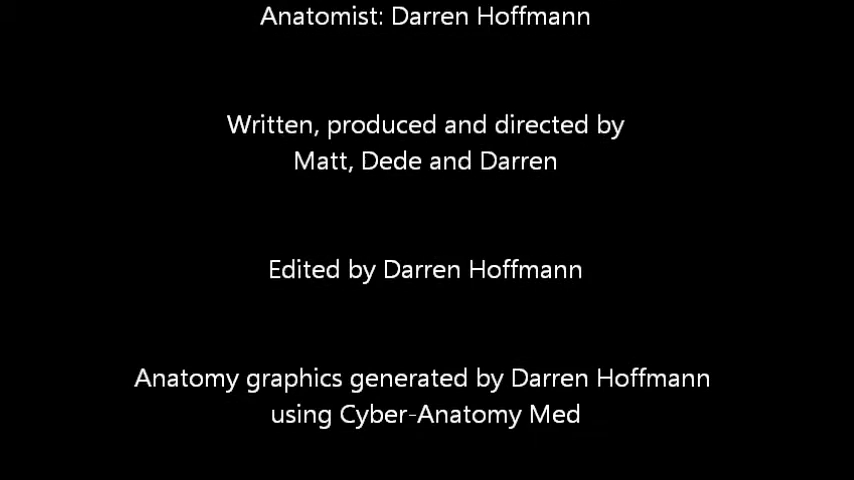 Anatomist: Darren Hoffmann
Written, produced and directed by
Matt, Dede and Darren
Edited by Darren Hoffmann
Anatomy graphics generated by Darren Hoffmann
using Cyber-Anatomy Med